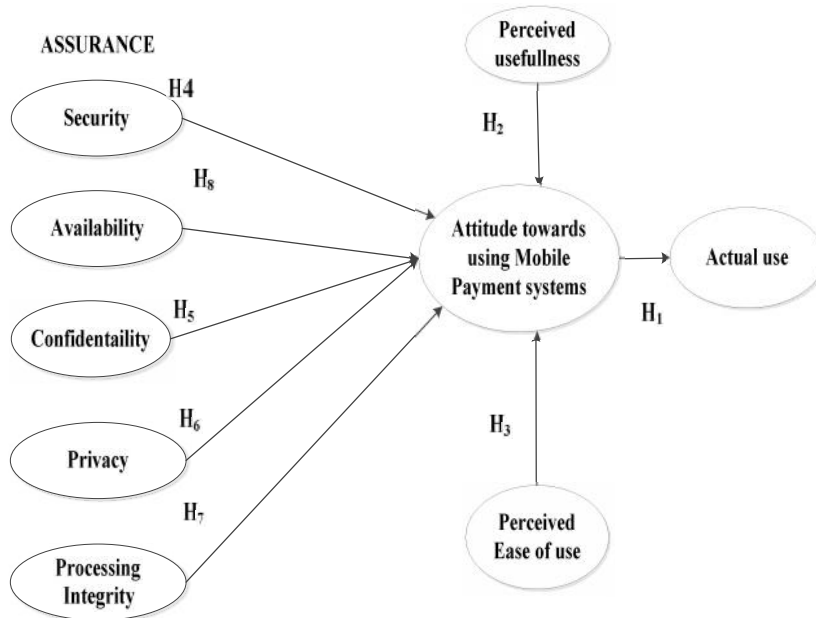 ASSURANCE
H4
Security
H₈
Availability
H₅
Confidentaility
H₆
Privacy
H₇
Processing
Integrity
Perceived
usefullness
H₂
Attitude towards
using Mobile
Payment systems
Actual use
H₁
H₃
Perceived
Ease of use